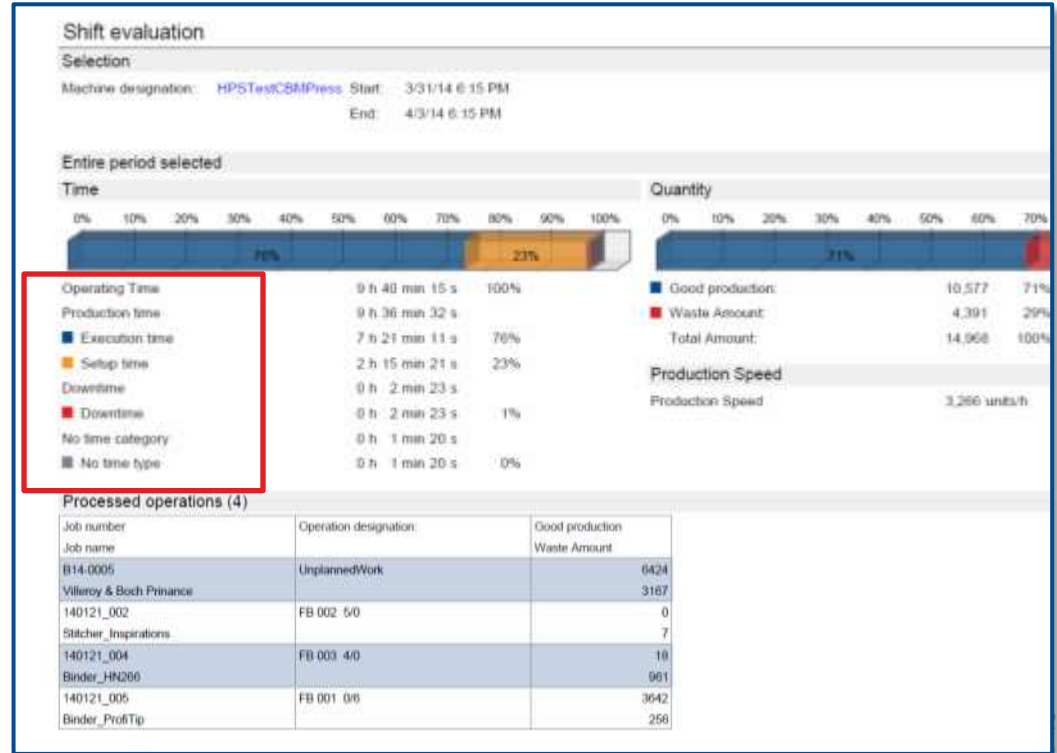 Shift evaluation
Selection
Machine designation: HPSTestCBMPress Start: 3/31/14 6:15 PM
End: 4/3/14 6:15 PM
Entire period selected
Time Quantity
0% 10% 20% 30% 40% 50% 60% 70% 80% 90% 100% 0% 10% 20% 30% 40% 50% 60% 70%
76% 23% 71%
Operating Time 9 h 40 min 15 s 100% Good production: 10,577 71%
Production time 9 h 36 min 32 s Waste Amount: 4,391 29%
Execution time 7 h 21 min 11 s 76% Total Amount: 14,968 100%
Setup time 2 h 15 min 21 s 23%
Production Speed
Downtime 0 h 2 min 23 s
Production Speed 3,266 units/h
Downtime 0 h 2 min 23 s 1%
No time category 0 h 1 min 20 s
No time type 0 h 1 min 20 s 0%
Processed operations (4)
Job number Operation designation: Good production
Job name Waste Amount
B14-0005 UnplannedWork 6424
Villeroy & Boch Prinance 3167
140121_002 FB 002 5/0 0
Stitcher_Inspirations 7
140121_004 FB 003 4/0
Binder_HN266 961
140121_005 FB 001 0/6 3642
Binder_ProfiTip 256